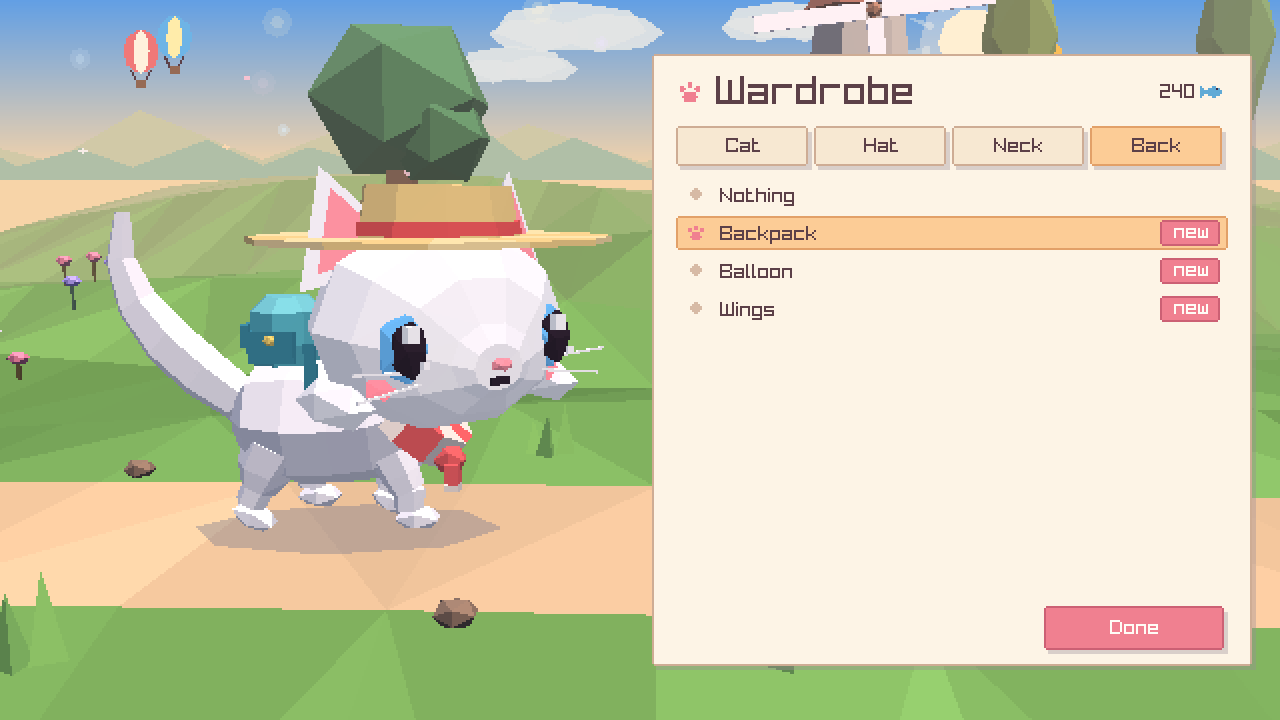 Wardrobe
240
Cat Hat Neck Back
Nothing
Backpack new
Balloon new
Wings new
Done